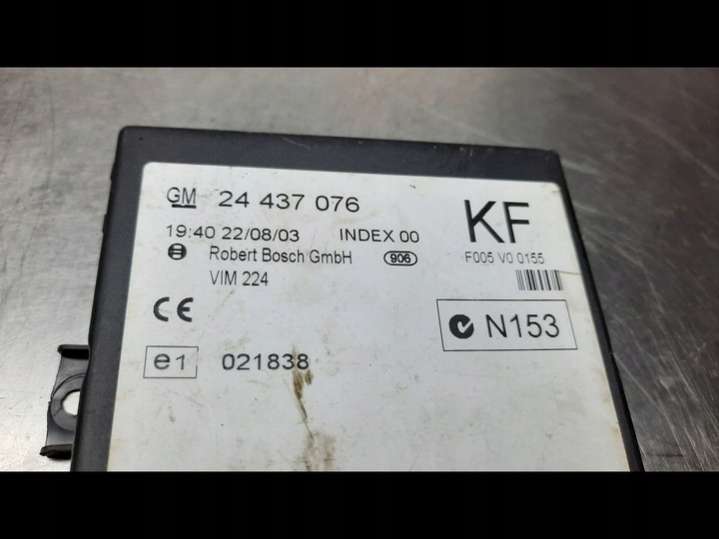 GM 24 437 076
KF
19:40 22/08/03 INDEX 00
Robert Bosch GmbH 906
F005 V0 0155
VIM 224
CE
N153
e1 021838